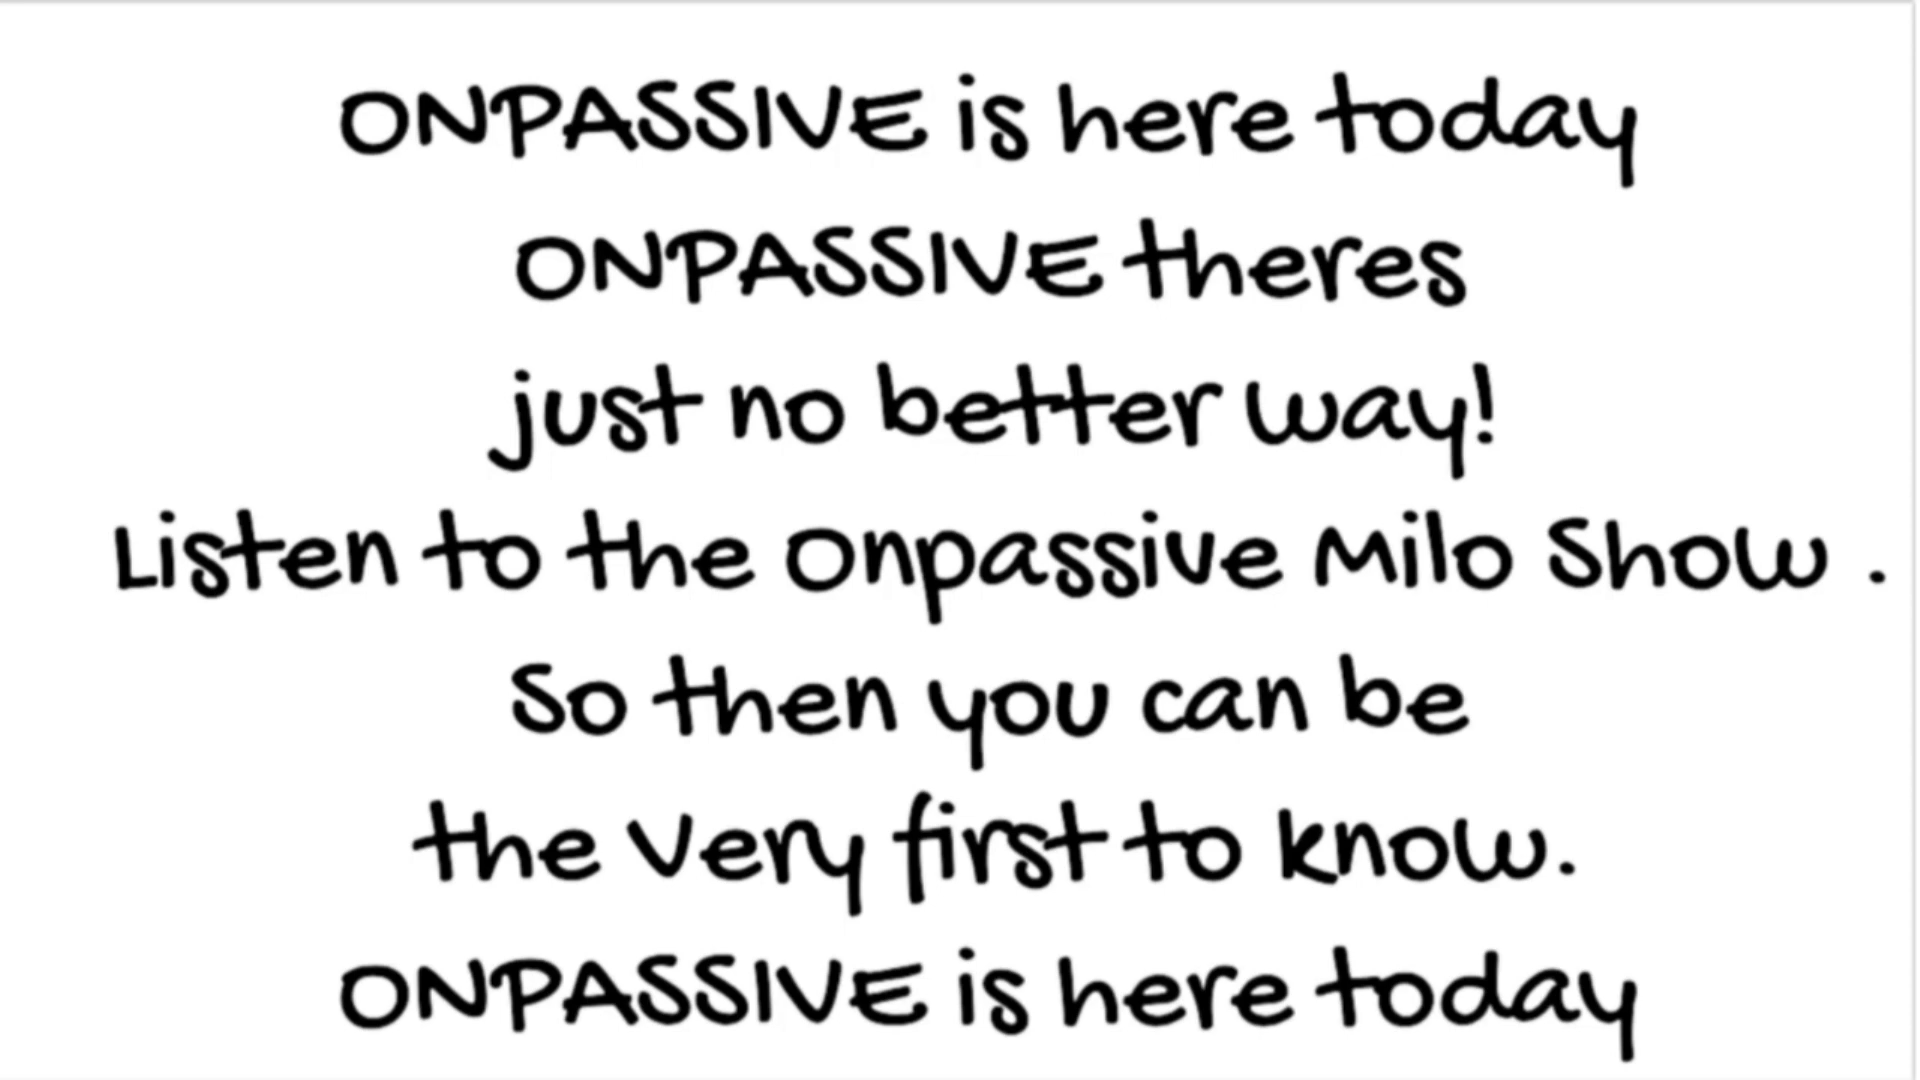 ONPASSIVE is here today
ONPASSIVE theres
just no better way!
Listen to the Onpassive Milo Show .
So then you can be
the very first to know.
ONPASSIVE is here today